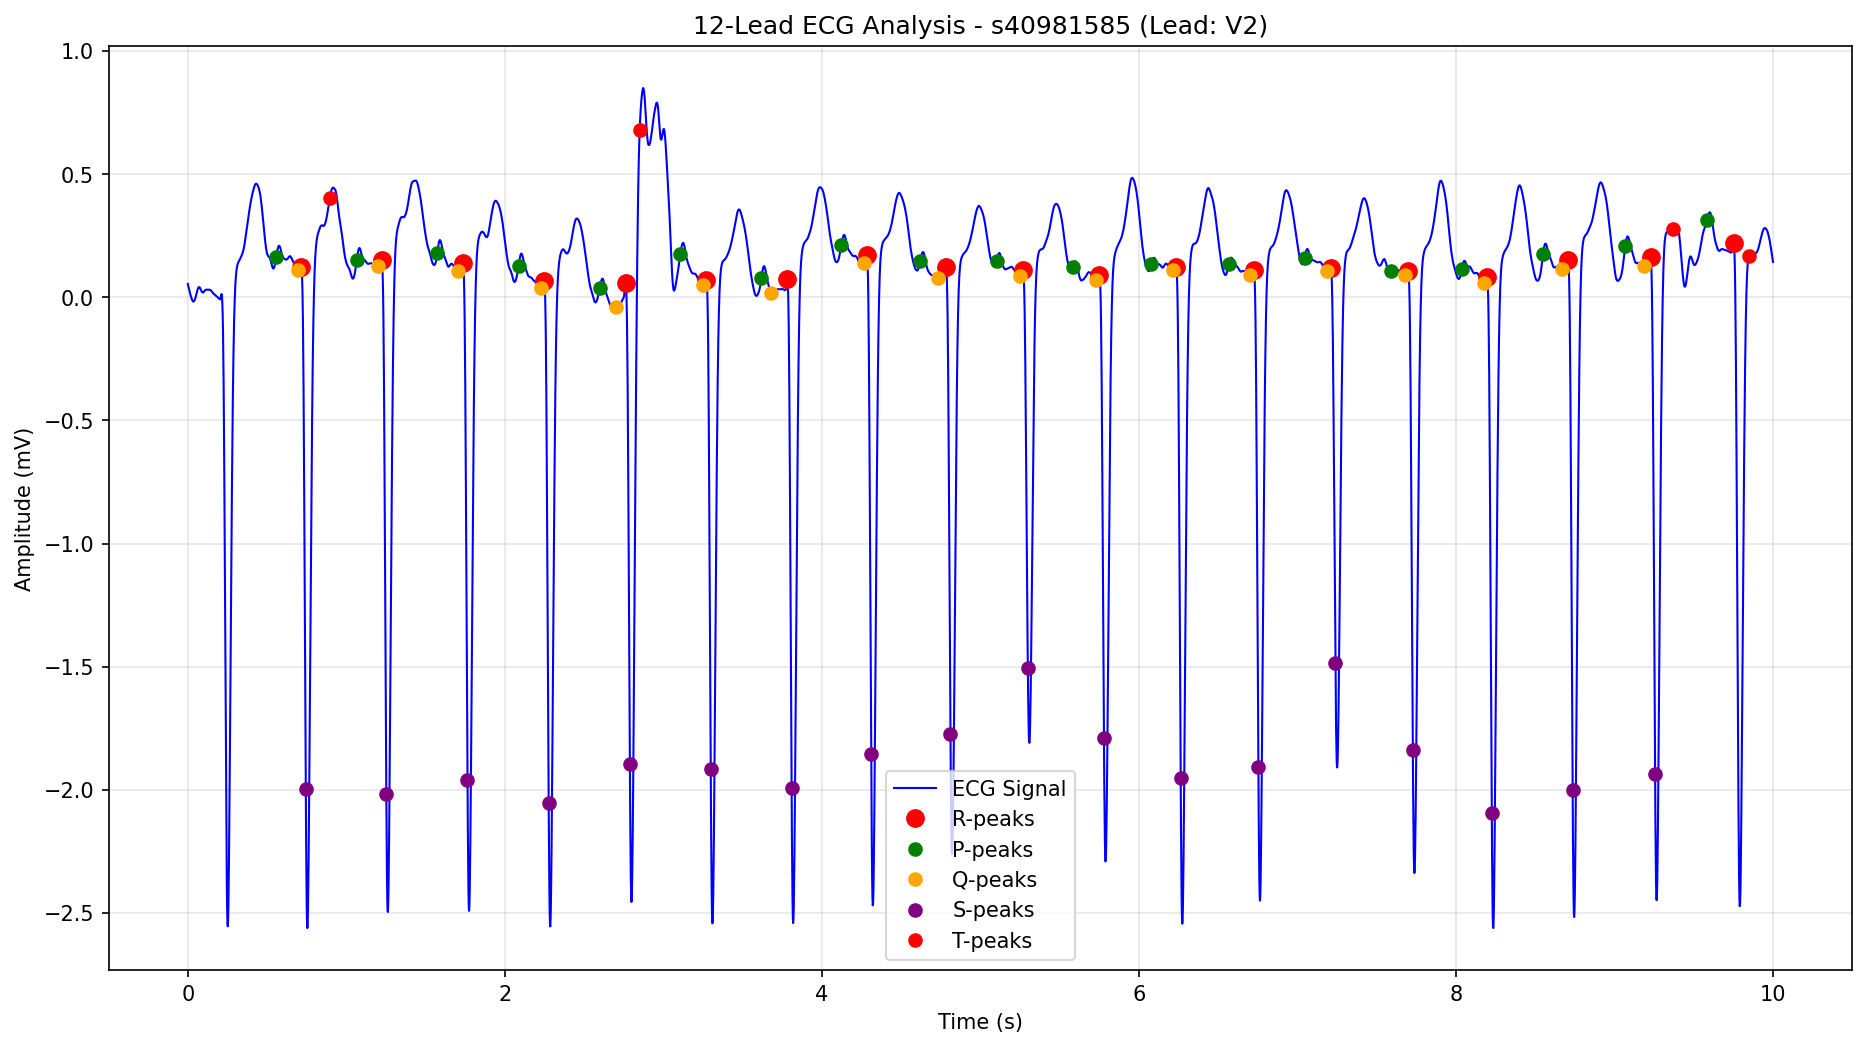 12-Lead ECG Analysis - s40981585 (Lead: V2)
1.0
0.5
0.0
−0.5
−1.0
−1.5
−2.0
−2.5
Amplitude (mV)
ECG Signal
R-peaks
P-peaks
Q-peaks
S-peaks
T-peaks
0 2 4 6 8 10
Time (s)